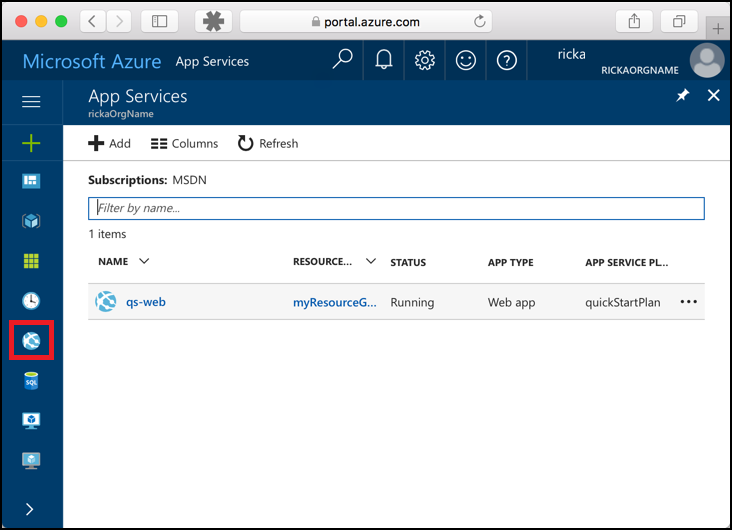 portal.azure.com
Microsoft Azure App Services
ricka
RICKAORGNAME
App Services
rickaOrgName
Add Columns Refresh
Subscriptions: MSDN
Filter by name...
1 items
NAME RESOURCE... STATUS APP TYPE APP SERVICE PL...
qs-web myResourceG... Running Web app quickStartPlan
SQL